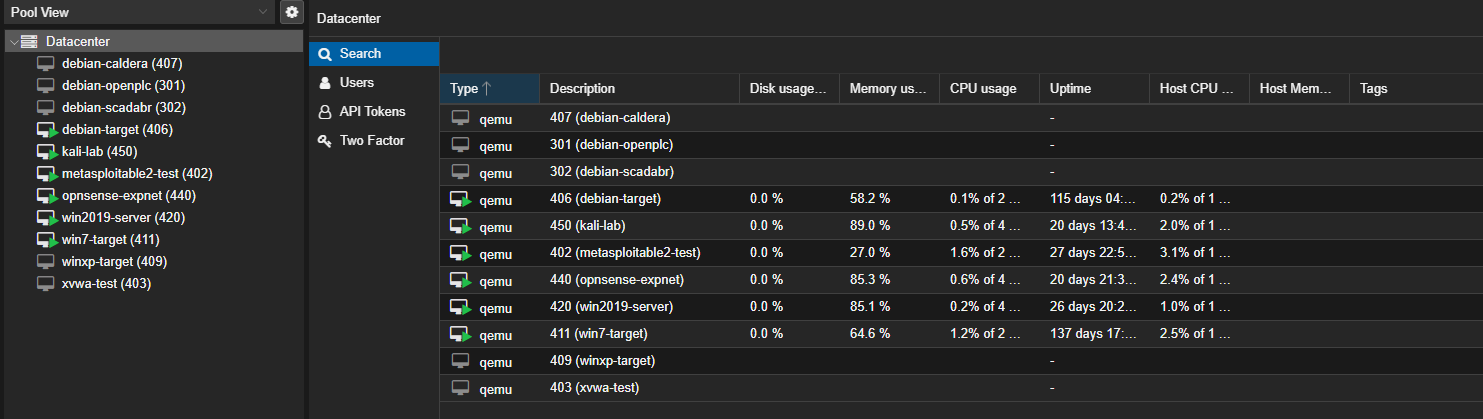 Pool View
Datacenter
debian-caldera (407)
debian-openplc (301)
debian-scadabr (302)
debian-target (406)
kali-lab (450)
metasploitable2-test (402)
opnsense-expnet (440)
win2019-server (420)
win7-target (411)
winxp-target (409)
xvwa-test (403)
Datacenter
Search
Users
API Tokens
Two Factor
Type Description Disk usage... Memory us... CPU usage Uptime Host CPU ... Host Mem... Tags
qemu 407 (debian-caldera) -
qemu 301 (debian-openplc) -
qemu 302 (debian-scadabr) -
qemu 406 (debian-target) 0.0 % 58.2 % 0.1% of 2 ... 115 days 04:... 0.2% of 1 ...
qemu 450 (kali-lab) 0.0 % 89.0 % 0.5% of 4 ... 20 days 13:4... 2.0% of 1 ...
qemu 402 (metasploitable2-test) 0.0 % 27.0 % 1.6% of 2 ... 27 days 22:5... 3.1% of 1 ...
qemu 440 (opnsense-expnet) 0.0 % 85.3 % 0.6% of 4 ... 20 days 21:3... 2.4% of 1 ...
qemu 420 (win2019-server) 0.0 % 85.1 % 0.2% of 4 ... 26 days 20:2... 1.0% of 1 ...
qemu 411 (win7-target) 0.0 % 64.6 % 1.2% of 2 ... 137 days 17:... 2.5% of 1 ...
qemu 409 (winxp-target) -
qemu 403 (xvwa-test) -